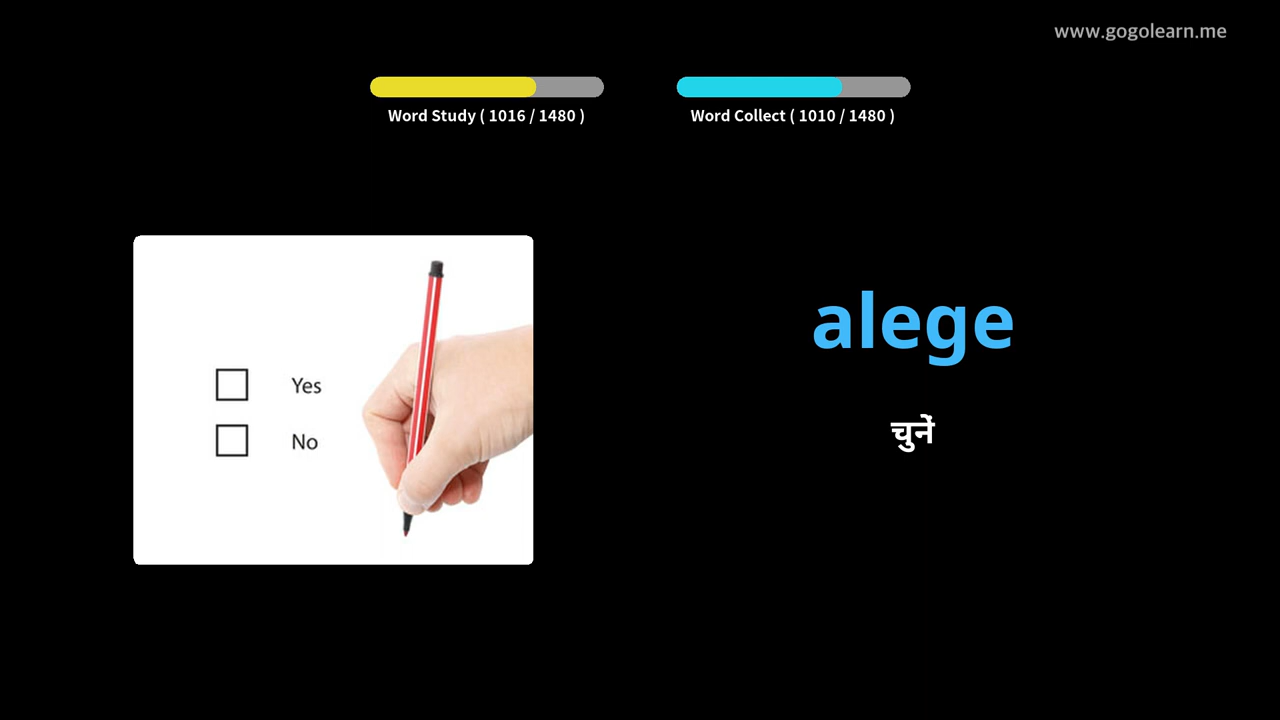 www.gogolearn.me
Word Study ( 1016 / 1480 )
Word Collect ( 1010 / 1480 )
Yes
No
alege
चुनें